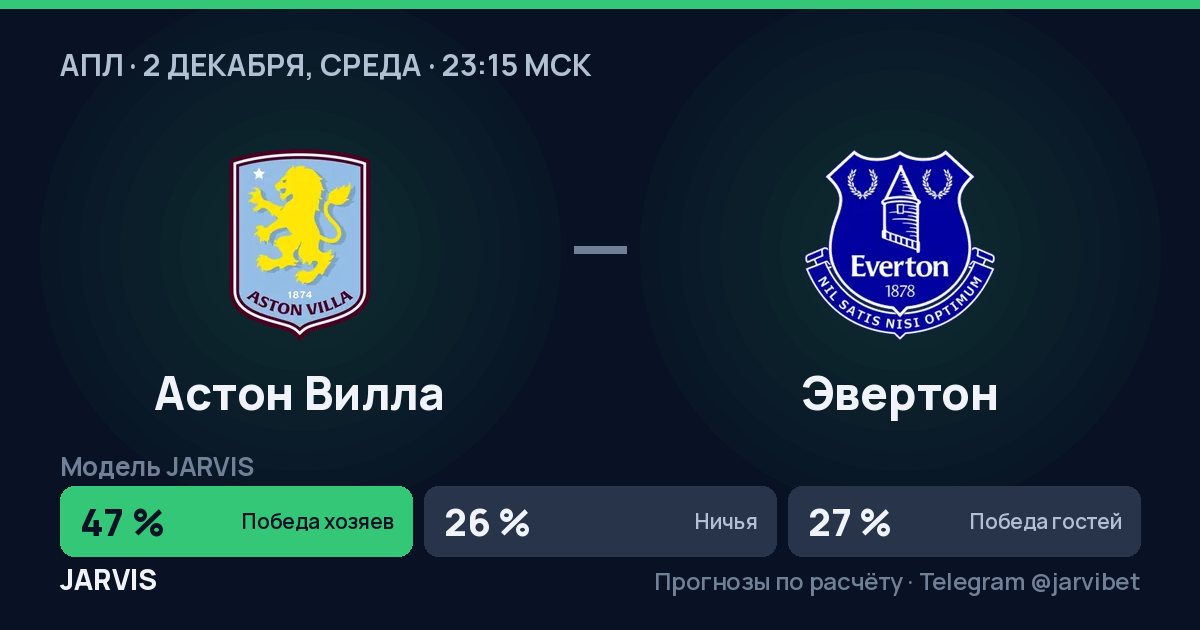 АПЛ · 2 ДЕКАБРЯ, СРЕДА · 23:15 МСК
1874
ASTON VILLA
Everton
1878
NIL SATIS NISI OPTIMUM
Астон Вилла
—
Эвертон
Модель JARVIS
47 % Победа хозяев
26 % Ничья
27 % Победа гостей
JARVIS
Прогнозы по расчёту · Telegram @jarvibet